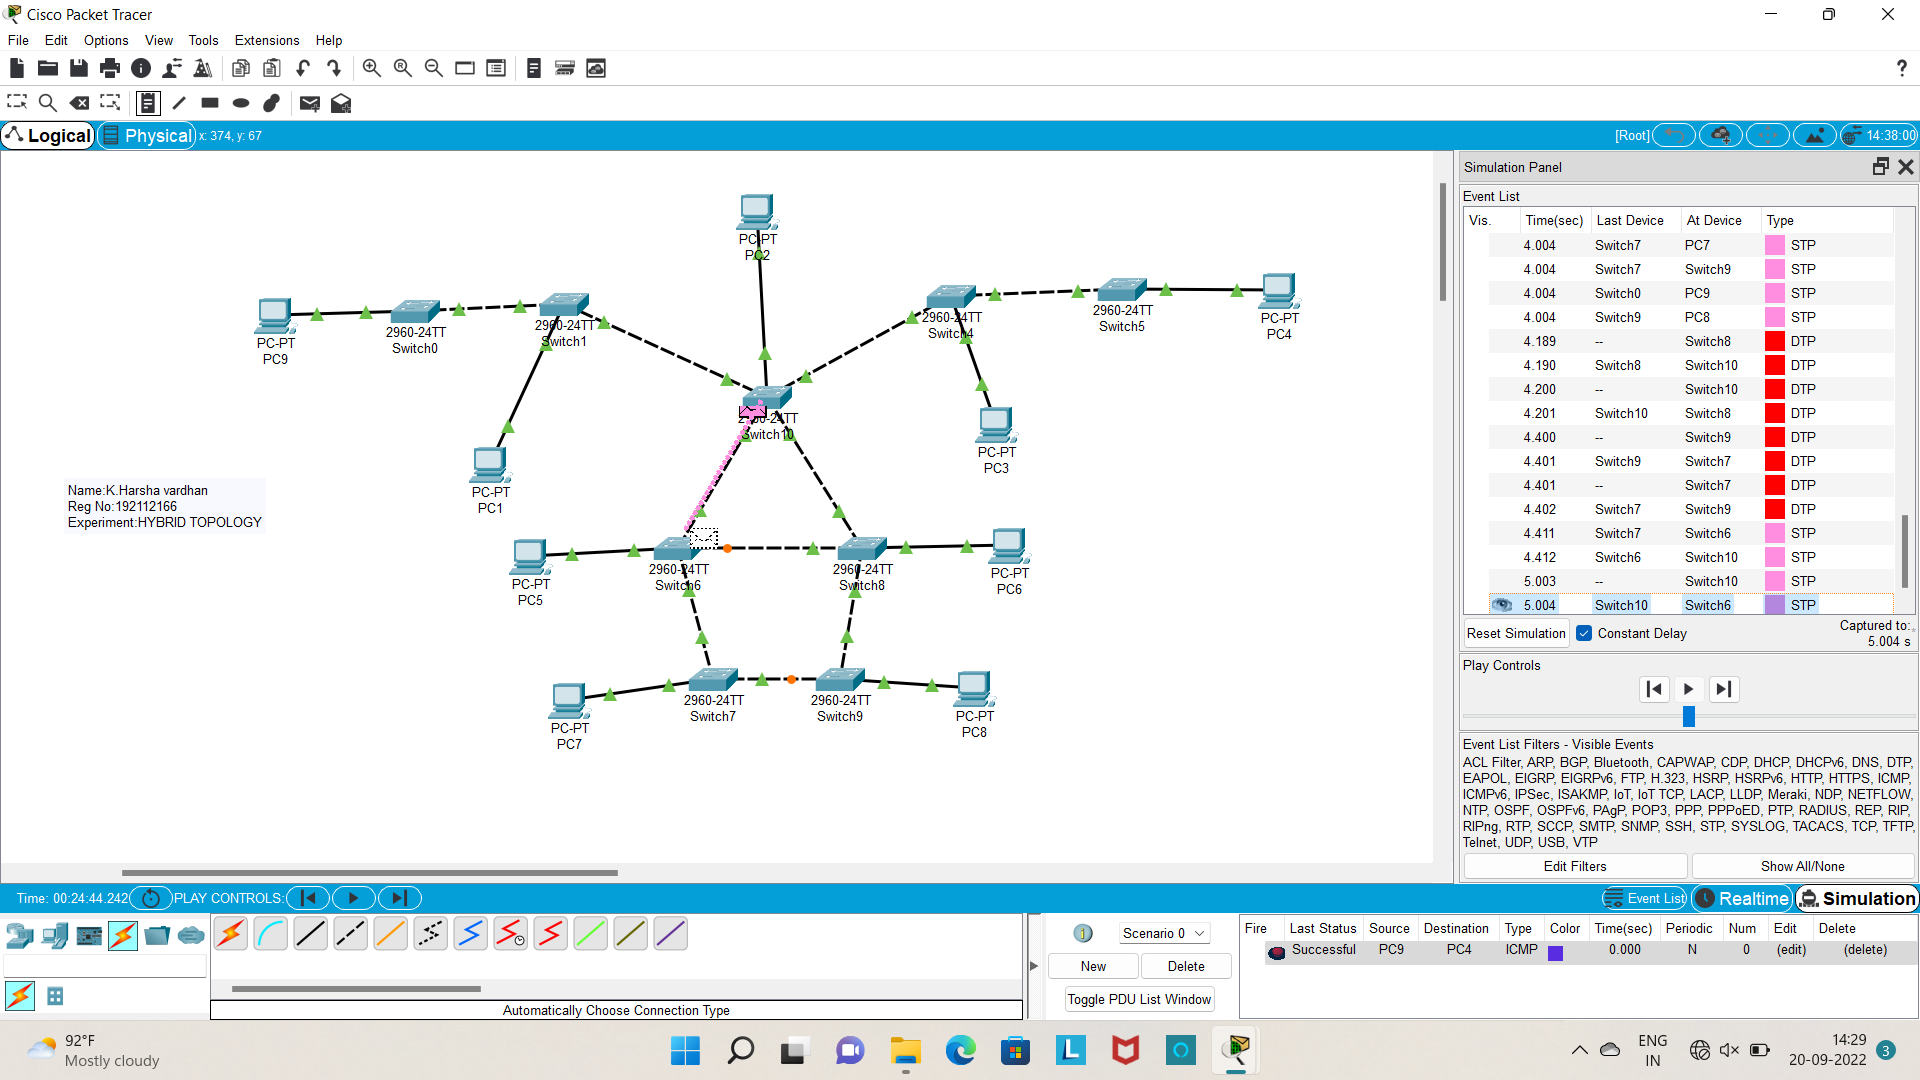 Cisco Packet Tracer
File Edit Options View Tools Extensions Help
Logical Physical x: 374, y: 67 [Root] 14:38:00
PC-PT
PC2
PC-PT
PC9
2960-24TT
Switch0
2960-24TT
Switch1
2960-24TT
Switch4
2960-24TT
Switch5
PC-PT
PC4
2960-24TT
Switch10
PC-PT
PC3
PC-PT
PC1
Name:K.Harsha vardhan
Reg No:192112166
Experiment:HYBRID TOPOLOGY
PC-PT
PC5
2960-24TT
Switch6
2960-24TT
Switch8
PC-PT
PC6
PC-PT
PC7
2960-24TT
Switch7
2960-24TT
Switch9
PC-PT
PC8
Simulation Panel
Event List
Vis. Time(sec) Last Device At Device Type
4.004 Switch7 PC7 STP
4.004 Switch7 Switch9 STP
4.004 Switch0 PC9 STP
4.004 Switch9 PC8 STP
4.189 -- Switch8 DTP
4.190 Switch8 Switch10 DTP
4.200 -- Switch10 DTP
4.201 Switch10 Switch8 DTP
4.400 -- Switch9 DTP
4.401 Switch9 Switch7 DTP
4.401 -- Switch7 DTP
4.402 Switch7 Switch9 DTP
4.411 Switch7 Switch6 STP
4.412 Switch6 Switch10 STP
5.003 -- Switch10 STP
5.004 Switch10 Switch6 STP
Reset Simulation Constant Delay Captured to:
5.004 s
Play Controls
Event List Filters - Visible Events
ACL Filter, ARP, BGP, Bluetooth, CAPWAP, CDP, DHCP, DHCPv6, DNS, DTP,
EAPOL, EIGRP, EIGRPv6, FTP, H.323, HSRP, HSRPv6, HTTP, HTTPS, ICMP,
ICMPv6, IPSec, ISAKMP, IoT, IoT TCP, LACP, LLDP, Meraki, NDP, NETFLOW,
NTP, OSPF, OSPFv6, PAgP, POP3, PPP, PPPoED, PTP, RADIUS, REP, RIP,
RIPng, RTP, SCCP, SMTP, SNMP, SSH, STP, SYSLOG, TACACS, TCP, TFTP,
Telnet, UDP, USB, VTP
Edit Filters Show All/None
Time: 00:24:44.242 PLAY CONTROLS: Event List Realtime Simulation
Automatically Choose Connection Type
Scenario 0
New Delete
Toggle PDU List Window
Fire Last Status Source Destination Type Color Time(sec) Periodic Num Edit Delete
Successful PC9 PC4 ICMP 0.000 N 0 (edit) (delete)
92°F
Mostly cloudy
ENG
IN
14:29
20-09-2022
3